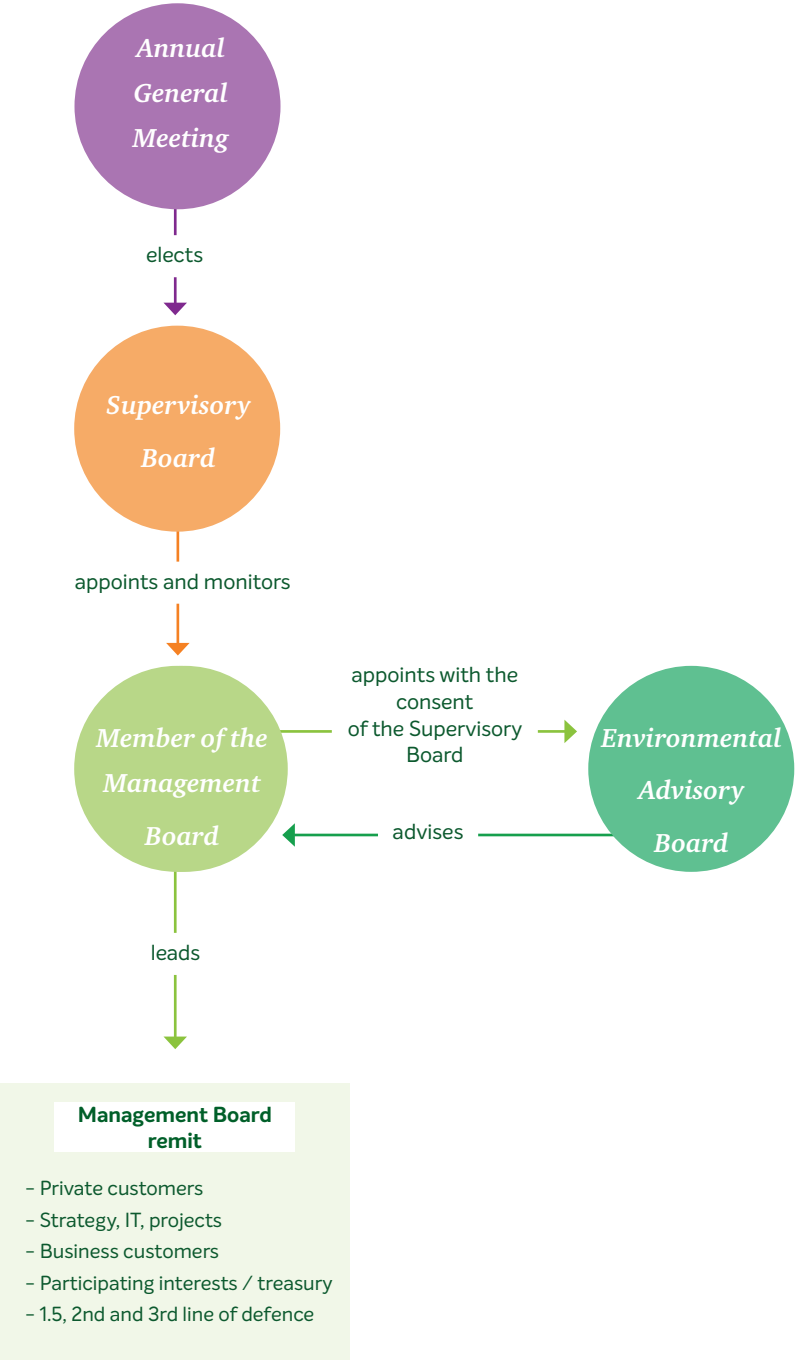 Annual
General
Meeting
elects
Supervisory
Board
appoints and monitors
Member of the
Management
Board
appoints with the
consent
of the Supervisory
Board
advises
Environmental
Advisory
Board
leads
Management Board
remit
– Private customers
– Strategy, IT, projects
– Business customers
– Participating interests / treasury
– 1.5, 2nd and 3rd line of defence